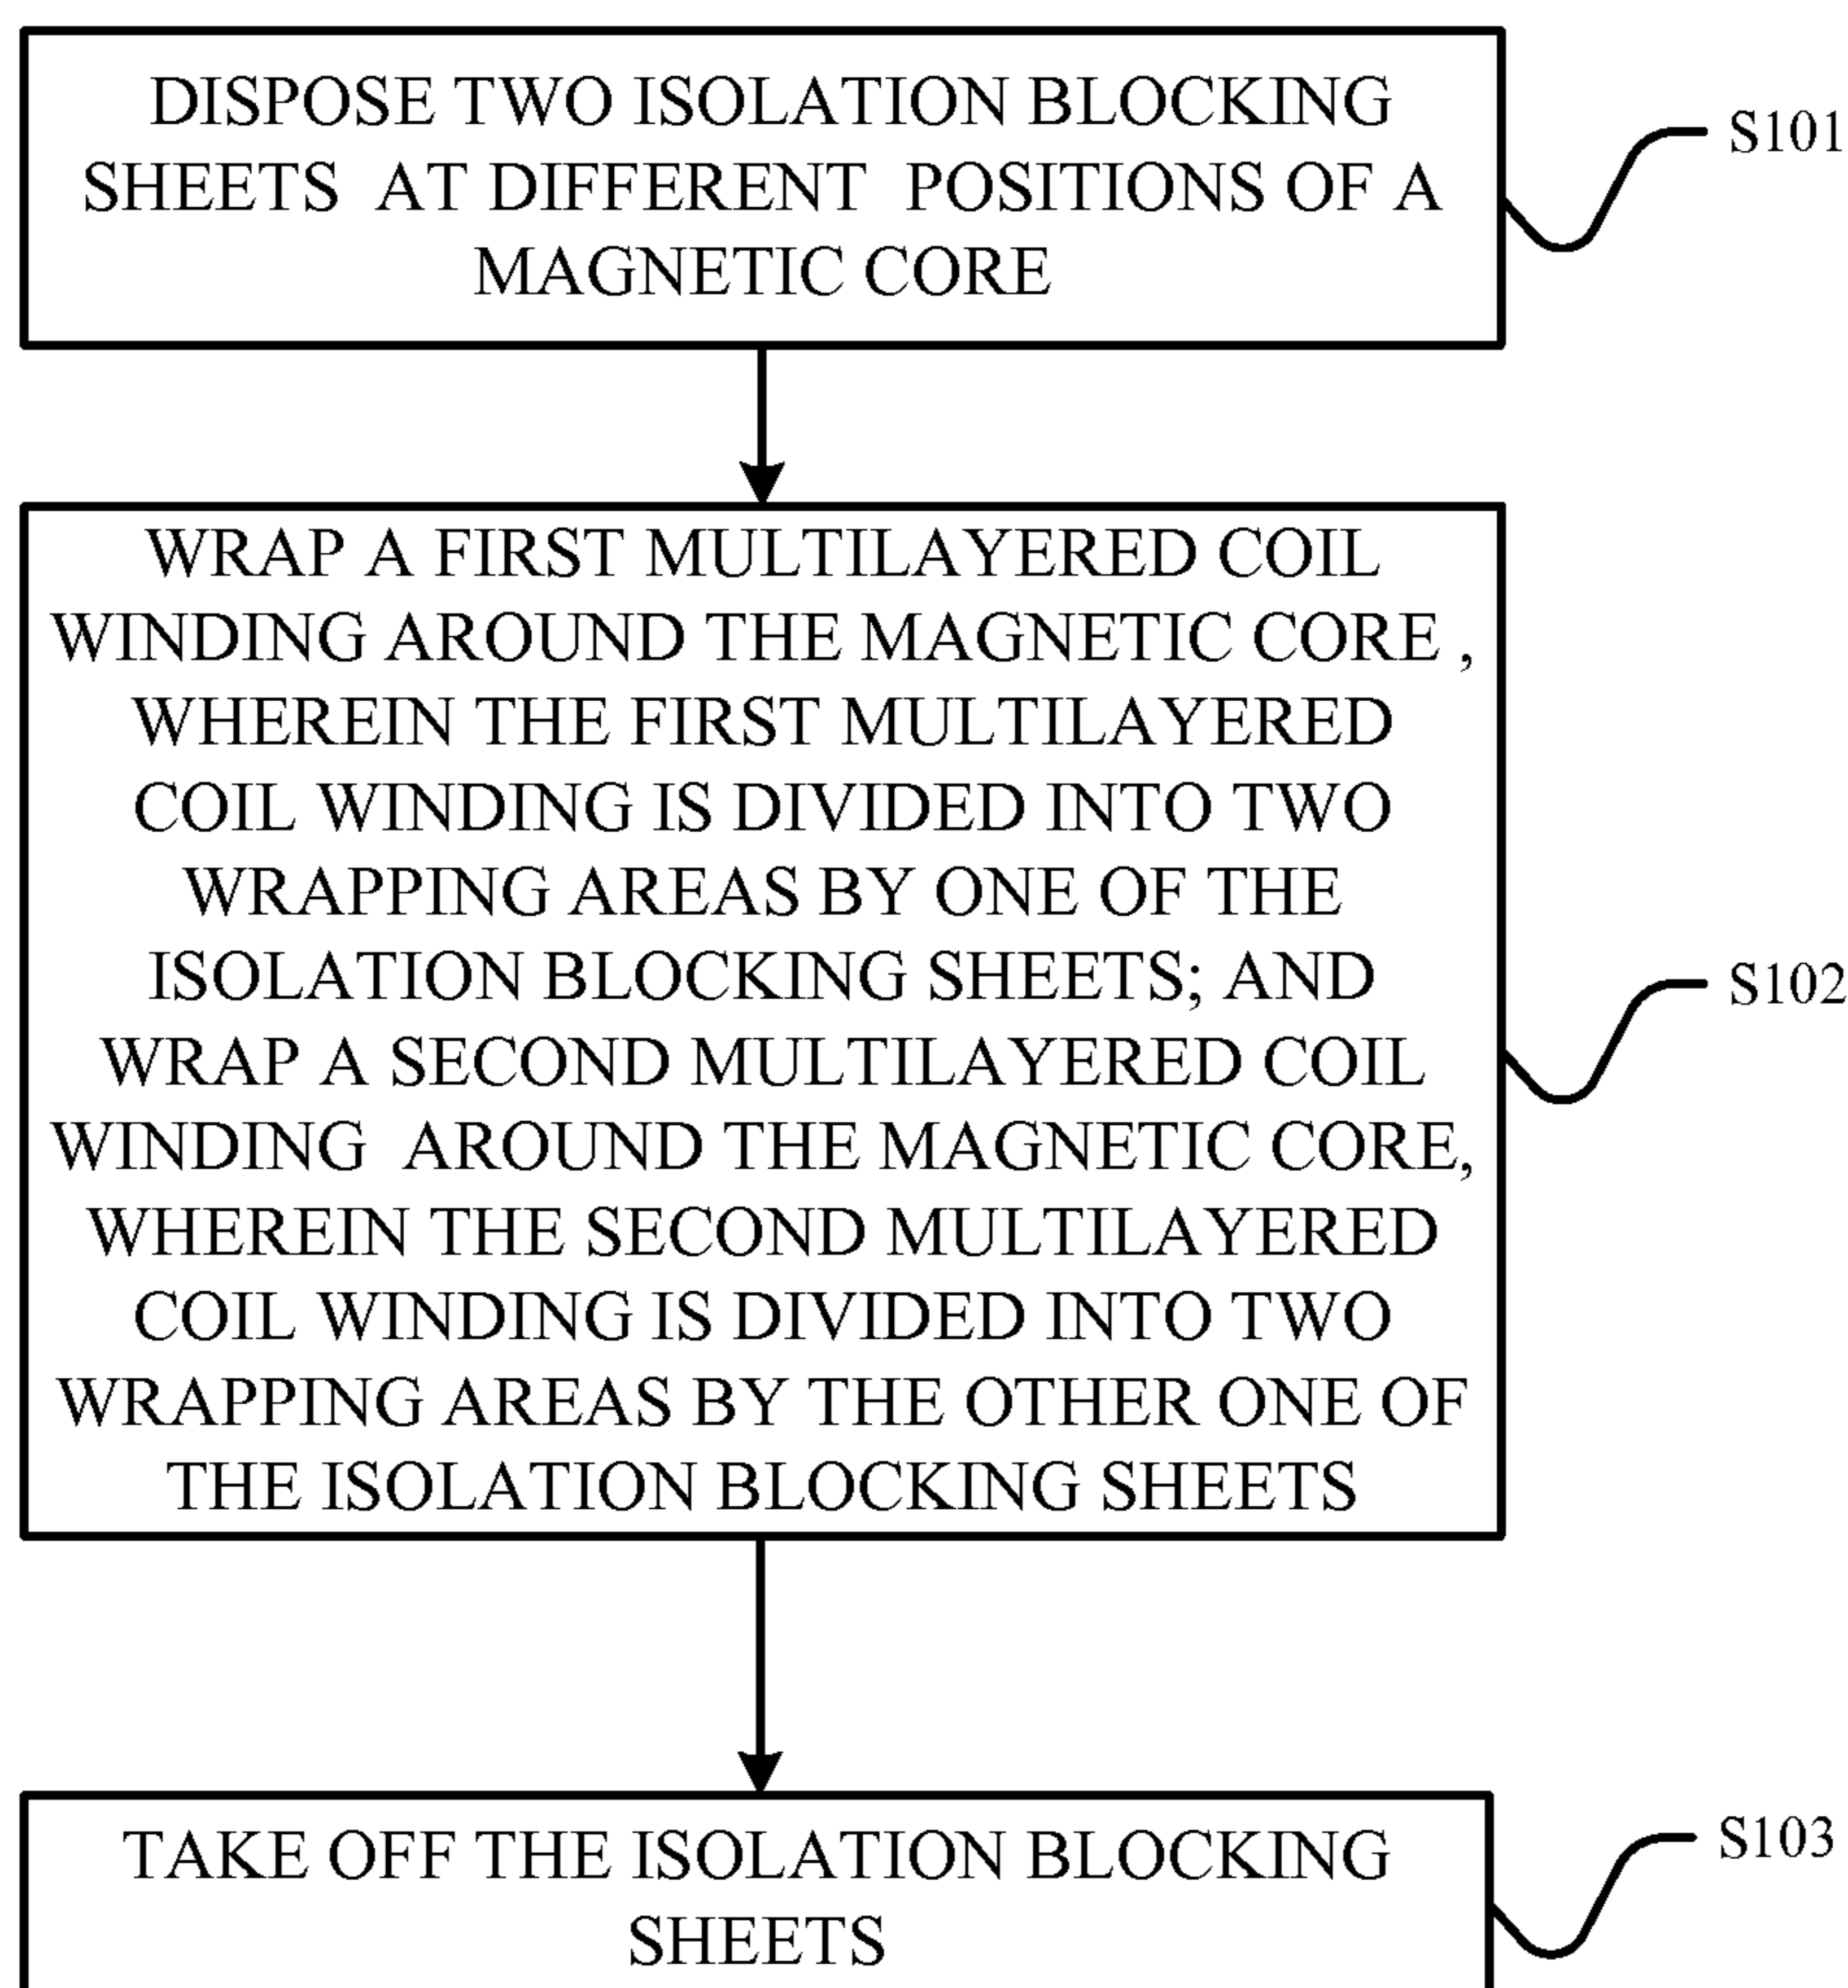 DISPOSE TWO ISOLATION BLOCKING
SHEETS AT DIFFERENT POSITIONS OF A
MAGNETIC CORE
S101
WRAP A FIRST MULTILAYERED COIL
WINDING AROUND THE MAGNETIC CORE ,
WHEREIN THE FIRST MULTILAYERED
COIL WINDING IS DIVIDED INTO TWO
WRAPPING AREAS BY ONE OF THE
ISOLATION BLOCKING SHEETS; AND
WRAP A SECOND MULTILAYERED COIL
WINDING AROUND THE MAGNETIC CORE,
WHEREIN THE SECOND MULTILAYERED
COIL WINDING IS DIVIDED INTO TWO
WRAPPING AREAS BY THE OTHER ONE OF
THE ISOLATION BLOCKING SHEETS
S102
TAKE OFF THE ISOLATION BLOCKING
SHEETS
S103